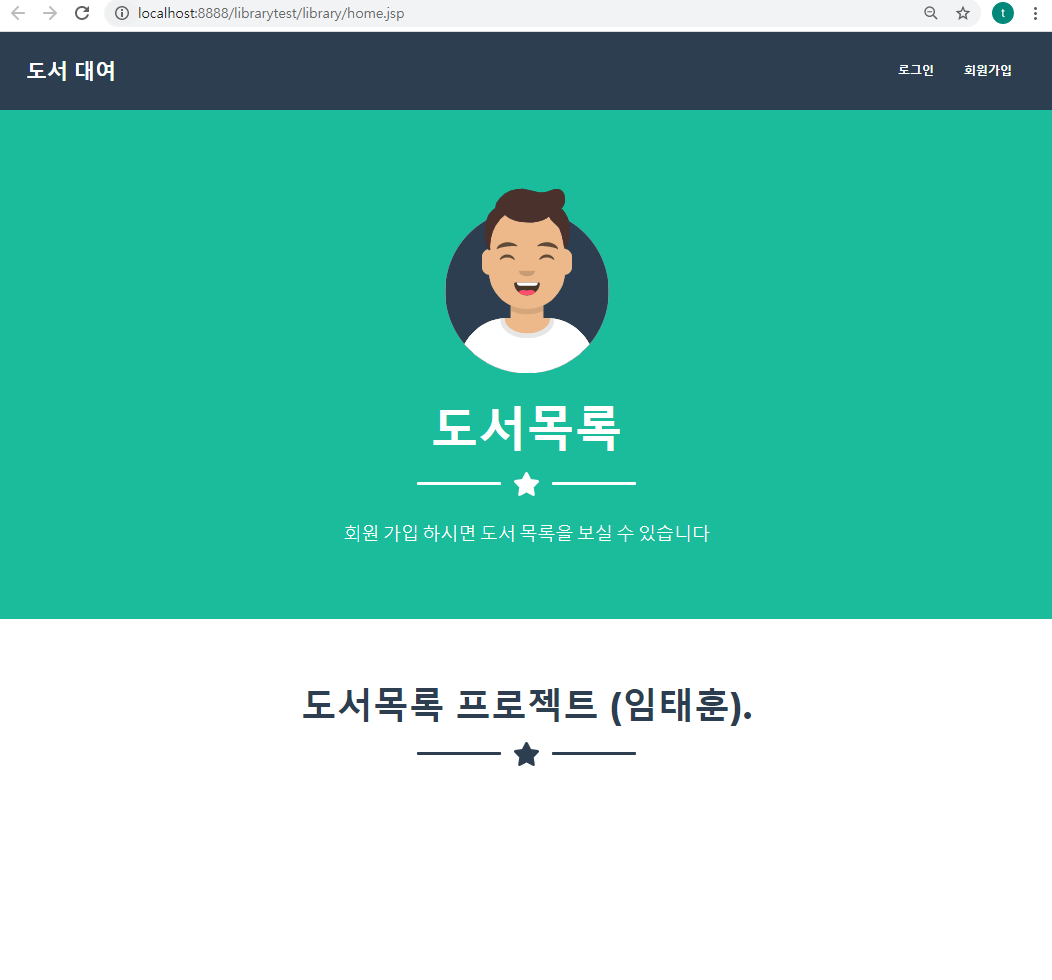 localhost:8888/librarytest/library/home.jsp
t
도서 대여
로그인
회원가입
도서목록
회원 가입 하시면 도서 목록을 보실 수 있습니다
도서목록 프로젝트 (임태훈).